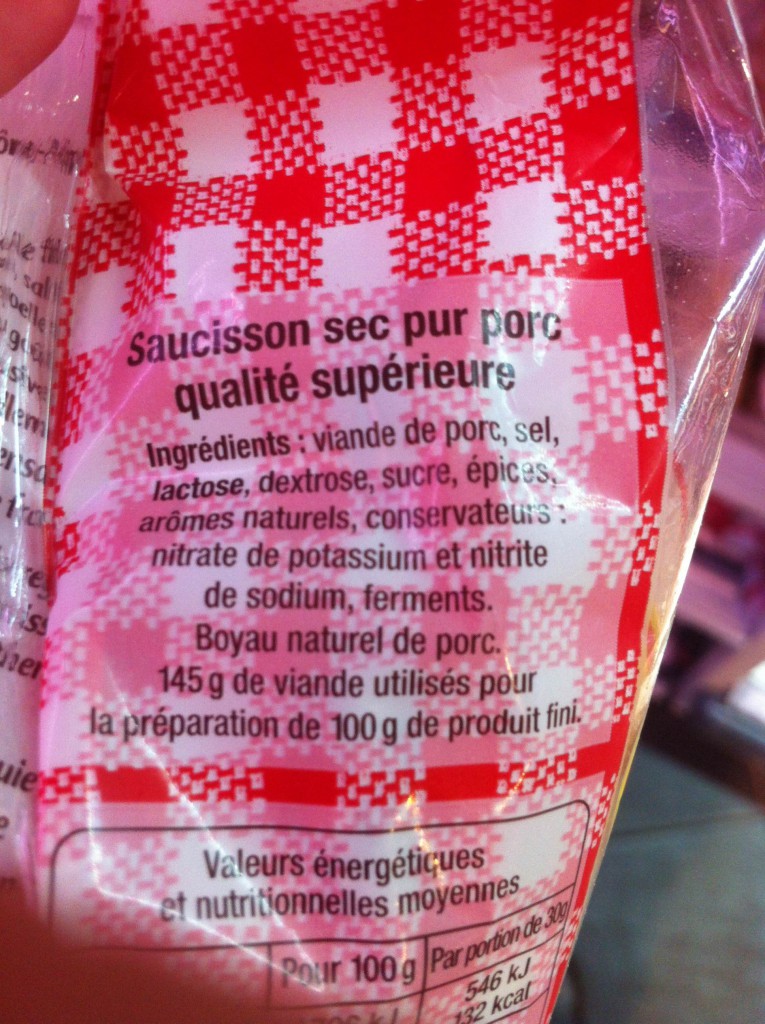 Saucisson sec pur porc
qualité supérieure
Ingrédients : viande de porc, sel,
lactose, dextrose, sucre, épices,
arômes naturels, conservateurs :
nitrate de potassium et nitrite
de sodium, ferments.
Boyau naturel de porc.
145 g de viande utilisés pour
la préparation de 100 g de produit fini.
Valeurs énergétiques
et nutritionnelles moyennes
Pour 100 g
Par portion de 30g
546 kJ
132 kcal